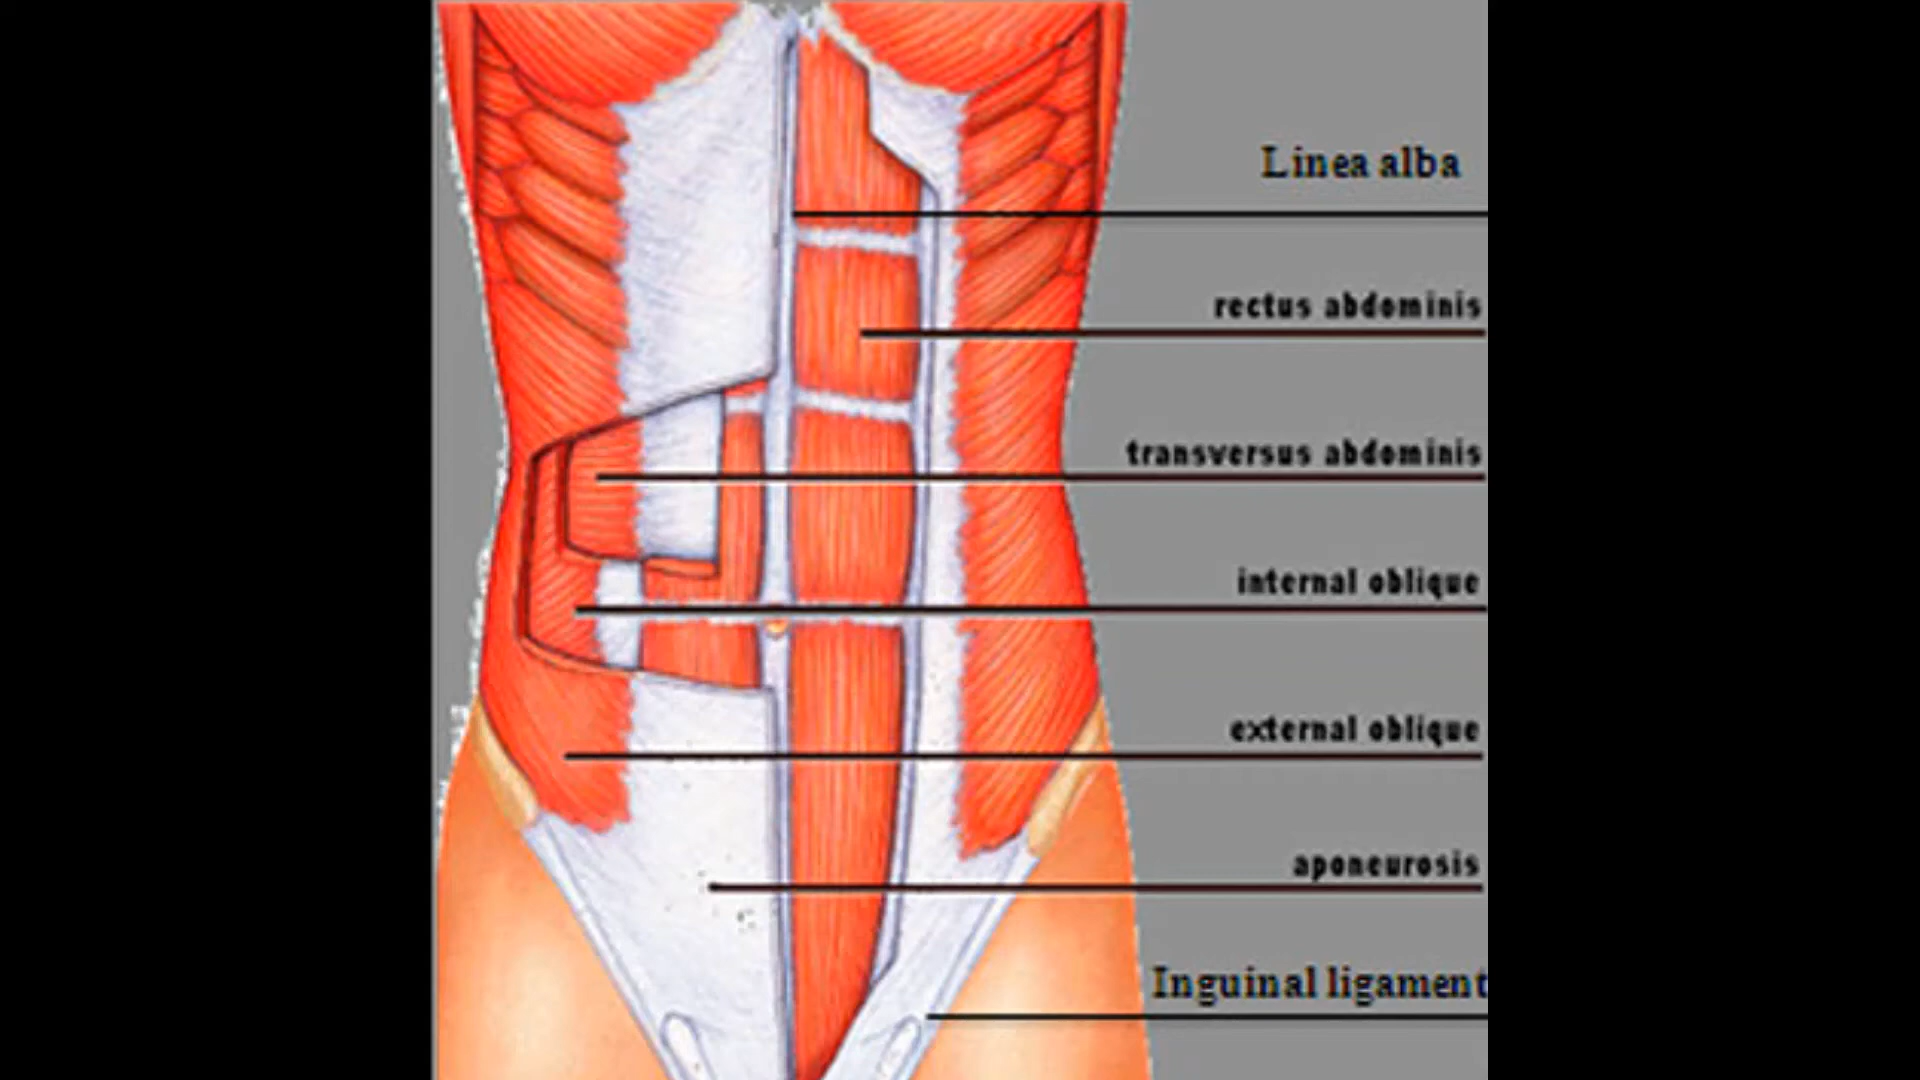 Linea alba
rectus abdominis
transversus abdominis
internal oblique
external oblique
aponeurosis
Inguinal ligament